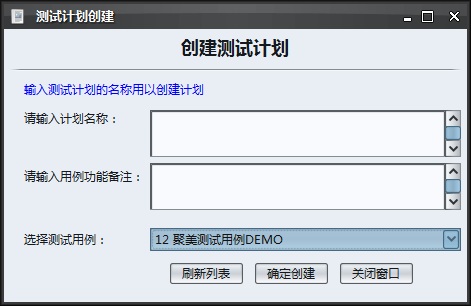 测试计划创建
创建测试计划
输入测试计划的名称用以创建计划
请输入计划名称：
请输入用例功能备注：
选择测试用例：
12 聚美测试用例DEMO
刷新列表 确定创建 关闭窗口